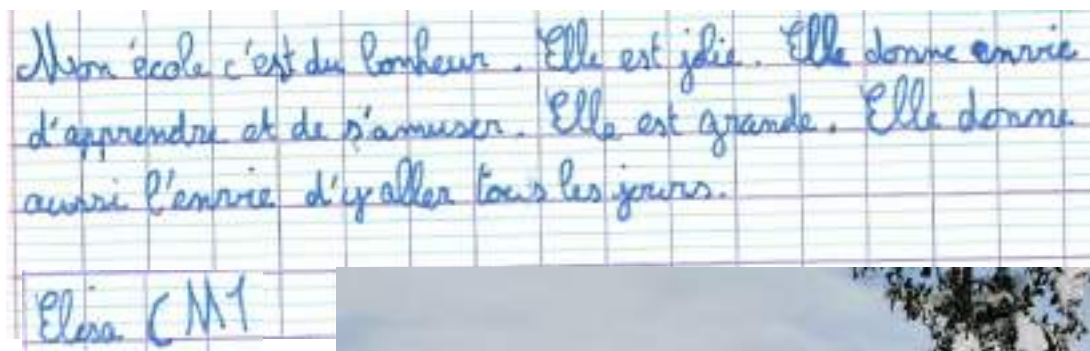 Mon école c'est du bonheur. Elle est jolie. Elle donne envie
d'apprendre et de s'amuser. Elle est grande. Elle donne
aussi l'envie d'y aller tous les jours.
Elisa CM1